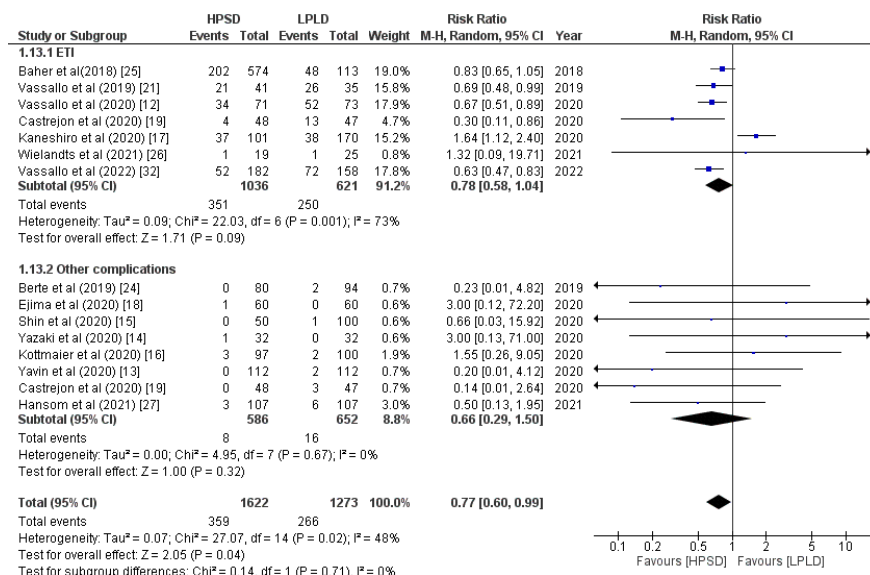 HPSD LPLD Risk Ratio Risk Ratio
Study or Subgroup Events Total Events Total Weight M-H, Random, 95% CI Year M-H, Random, 95% CI
1.13.1 ETI
Baher et al(2018) [25] 202 574 48 113 19.0% 0.83 [0.65, 1.05] 2018
Vassallo et al (2019) [21] 21 41 26 35 15.8% 0.69 [0.48, 0.99] 2019
Vassallo et al (2020) [12] 34 71 52 73 17.8% 0.67 [0.51, 0.89] 2020
Castrejon et al (2020) [19] 4 48 13 47 4.7% 0.30 [0.11, 0.86] 2020
Kaneshiro et al (2020) [17] 37 101 38 170 15.2% 1.64 [1.12, 2.40] 2020
Wielandts et al (2021) [26] 1 19 1 25 0.8% 1.32 [0.09, 19.71] 2021
Vassallo et al (2022) [32] 52 182 72 158 17.8% 0.63 [0.47, 0.83] 2022
Subtotal (95% CI) 1036 621 91.2% 0.78 [0.58, 1.04]
Total events 351 250
Heterogeneity: Tau² = 0.09; Chi² = 22.03, df = 6 (P = 0.001); I² = 73%
Test for overall effect: Z = 1.71 (P = 0.09)
1.13.2 Other complications
Berte et al (2019) [24] 0 80 2 94 0.7% 0.23 [0.01, 4.82] 2019
Ejima et al (2020) [18] 1 60 0 60 0.6% 3.00 [0.12, 72.20] 2020
Shin et al (2020) [15] 0 50 1 100 0.6% 0.66 [0.03, 15.92] 2020
Yazaki et al (2020) [14] 1 32 0 32 0.6% 3.00 [0.13, 71.00] 2020
Kottmaier et al (2020) [16] 3 97 2 100 1.9% 1.55 [0.26, 9.05] 2020
Yavin et al (2020) [13] 0 112 2 112 0.7% 0.20 [0.01, 4.12] 2020
Castrejon et al (2020) [19] 0 48 3 47 0.7% 0.14 [0.01, 2.64] 2020
Hansom et al (2021) [27] 3 107 6 107 3.0% 0.50 [0.13, 1.95] 2021
Subtotal (95% CI) 586 652 8.8% 0.66 [0.29, 1.50]
Total events 8 16
Heterogeneity: Tau² = 0.00; Chi² = 4.95, df = 7 (P = 0.67); I² = 0%
Test for overall effect: Z = 1.00 (P = 0.32)
Total (95% CI) 1622 1273 100.0% 0.77 [0.60, 0.99]
Total events 359 266
Heterogeneity: Tau² = 0.07; Chi² = 27.07, df = 14 (P = 0.02); I² = 48%
Test for overall effect: Z = 2.05 (P = 0.04)
Test for subgroup differences: Chi² = 0.14, df = 1 (P = 0.71), I² = 0%
0.1 0.2 0.5 1 2 5 10
Favours [HPSD] Favours [LPLD]